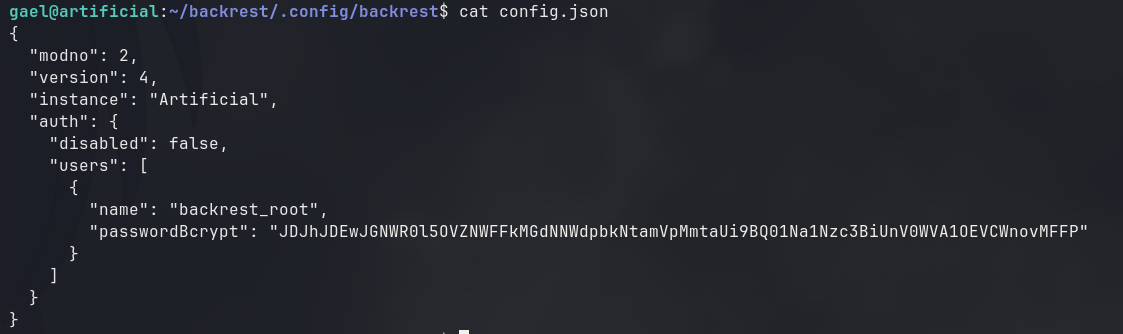 gael@artificial:~/backrest/.config/backrest$ cat config.json
{
  "modno": 2,
  "version": 4,
  "instance": "Artificial",
  "auth": {
    "disabled": false,
    "users": [
      {
        "name": "backrest_root",
        "passwordBcrypt": "JDJhJDEwJGNWR0l5OVZNWFFkMGdNNWdpbkNtamVpMmtaUi9BQ01Na1Nzc3BiUnV0WVA1OEVCWnovMFFP"
      }
    ]
  }
}